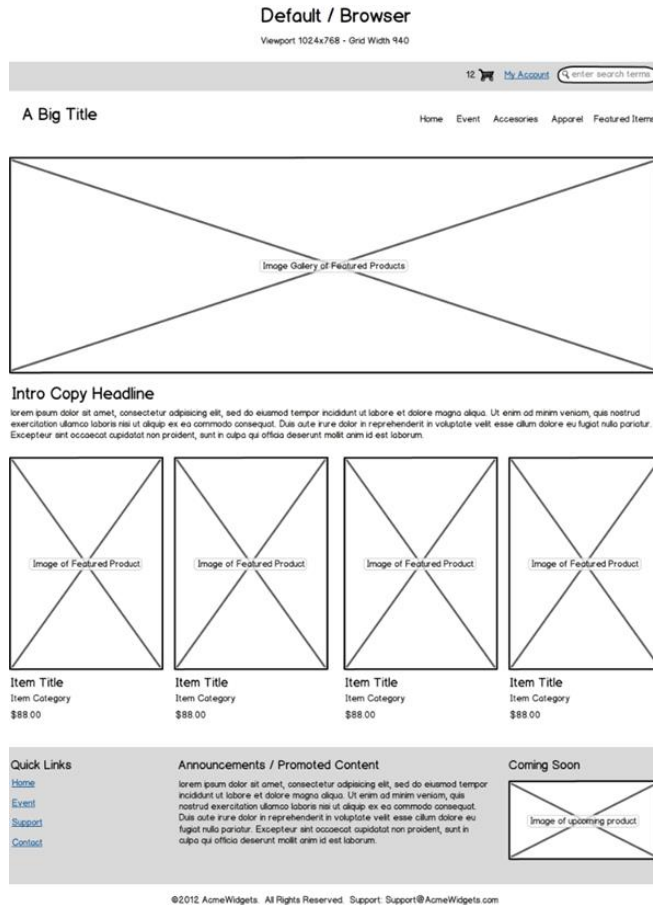 Default / Browser
Viewport 1024x768 - Grid Width 940
12 My Account enter search terms
A Big Title
Home Event Accesories Apparel Featured Items
Image Gallery of Featured Products
Intro Copy Headline
lorem ipsum dolor sit amet, consectetur adipisicing elit, sed do eiusmod tempor incididunt ut labore et dolore magna aliqua. Ut enim ad minim veniam, quis nostrud
exercitation ullamco laboris nisi ut aliquip ex ea commodo consequat. Duis aute irure dolor in reprehenderit in voluptate velit esse cillum dolore eu fugiat nulla pariatur.
Excepteur sint occaecat cupidatat non proident, sunt in culpa qui officia deserunt mollit anim id est laborum.
Image of Featured Product Image of Featured Product Image of Featured Product Image of Featured Product
Item Title Item Title Item Title Item Title
Item Category Item Category Item Category Item Category
$88.00 $88.00 $88.00 $88.00
Quick Links
Home
Event
Support
Contact
Announcements / Promoted Content
lorem ipsum dolor sit amet, consectetur adipisicing elit, sed do eiusmod tempor
incididunt ut labore et dolore magna aliqua. Ut enim ad minim veniam, quis
nostrud exercitation ullamco laboris nisi ut aliquip ex ea commodo consequat.
Duis aute irure dolor in reprehenderit in voluptate velit esse cillum dolore eu
fugiat nulla pariatur. Excepteur sint occaecat cupidatat non proident, sunt in
culpa qui officia deserunt mollit anim id est laborum.
Coming Soon
Image of upcoming product
©2012 AcmeWidgets. All Rights Reserved. Support: Support@AcmeWidgets.com